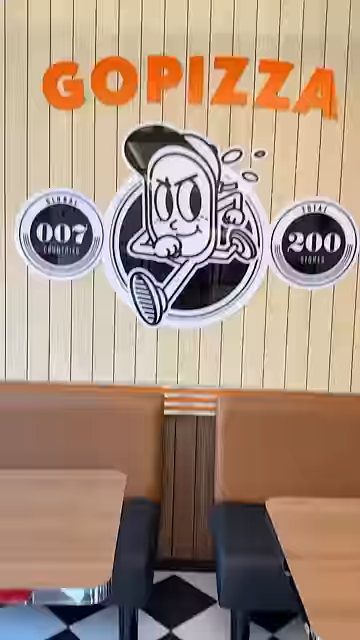 GOPIZZA
GLOBAL
007
COUNTRIES
TOTAL
200
STORES